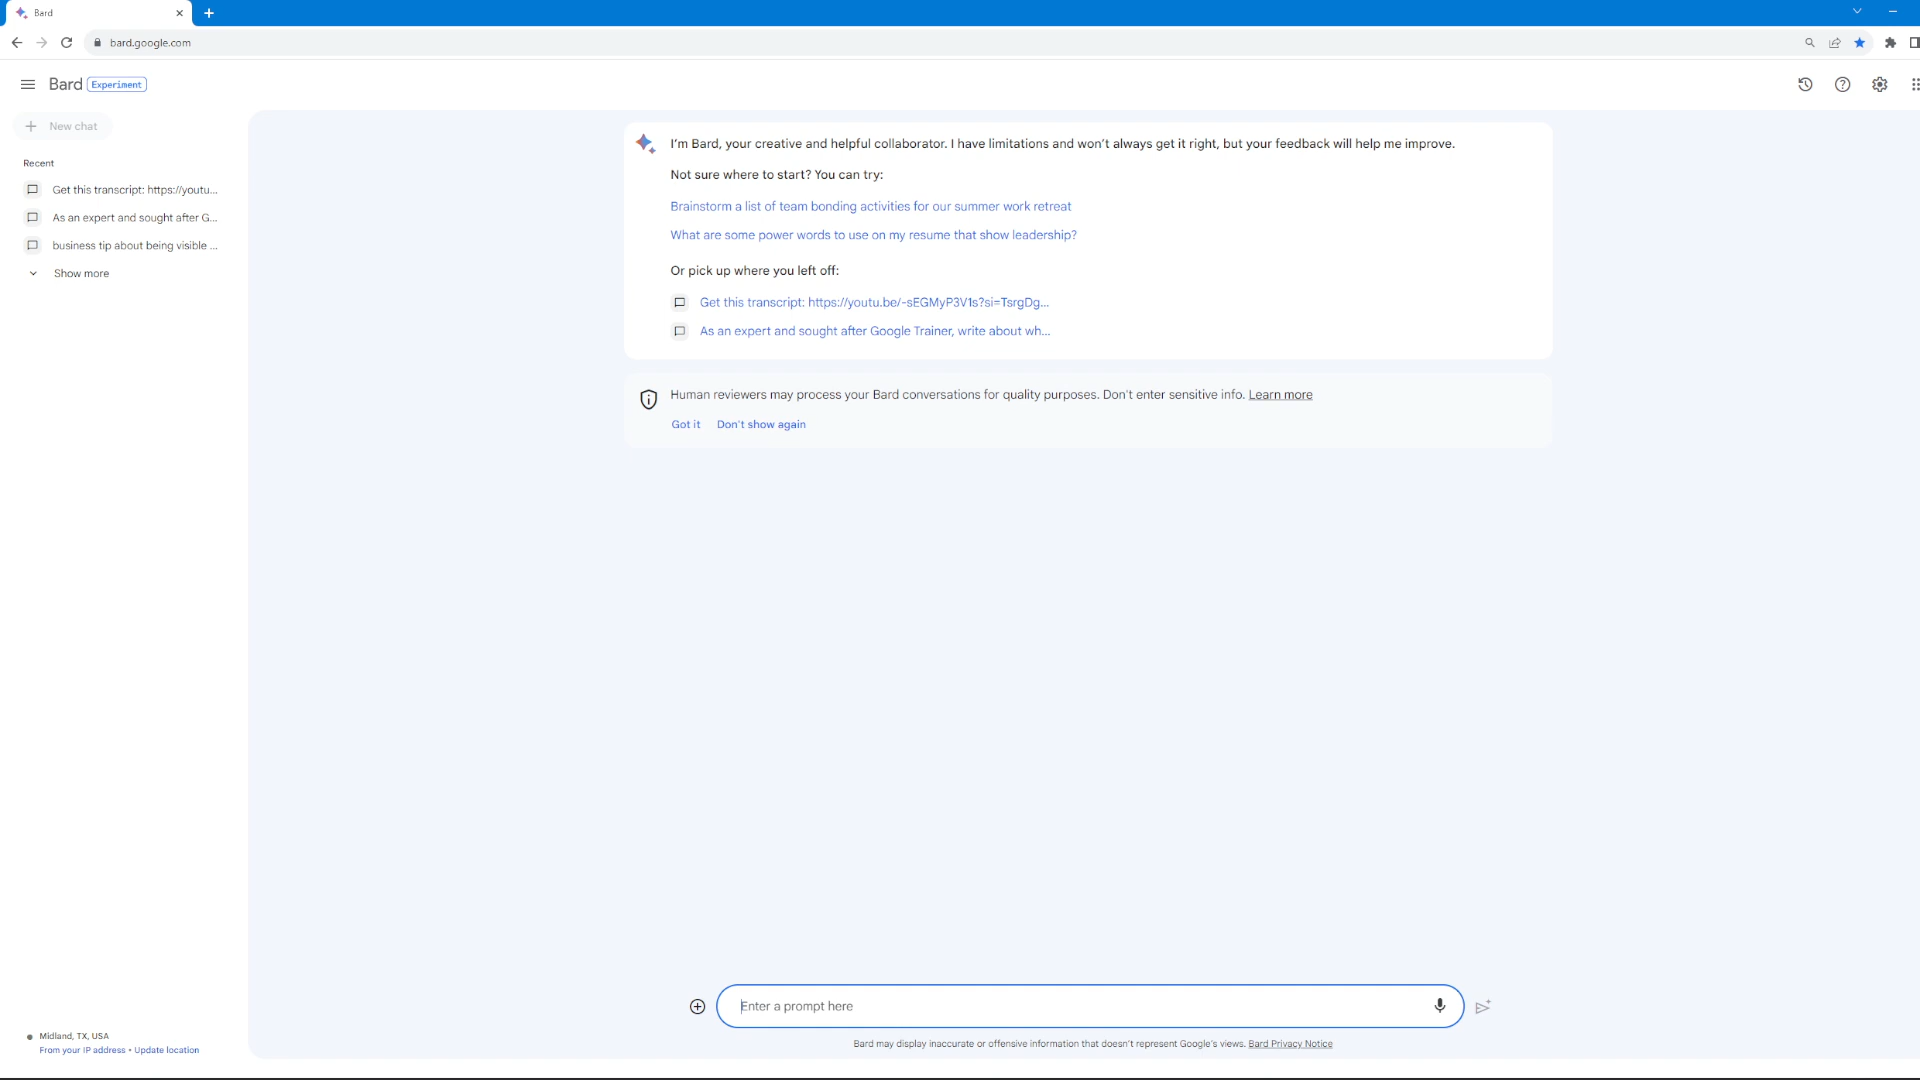 Bard
bard.google.com
Bard Experiment
New chat
Recent
Get this transcript: https://youtu...
As an expert and sought after G...
business tip about being visible ...
Show more
I'm Bard, your creative and helpful collaborator. I have limitations and won't always get it right, but your feedback will help me improve.
Not sure where to start? You can try:
Brainstorm a list of team bonding activities for our summer work retreat
What are some power words to use on my resume that show leadership?
Or pick up where you left off:
Get this transcript: https://youtu.be/-sEGMyP3V1s?si=TsrgDg...
As an expert and sought after Google Trainer, write about wh...
Human reviewers may process your Bard conversations for quality purposes. Don't enter sensitive info. Learn more
Got it Don't show again
Enter a prompt here
Bard may display inaccurate or offensive information that doesn't represent Google's views. Bard Privacy Notice
Midland, TX, USA
From your IP address • Update location